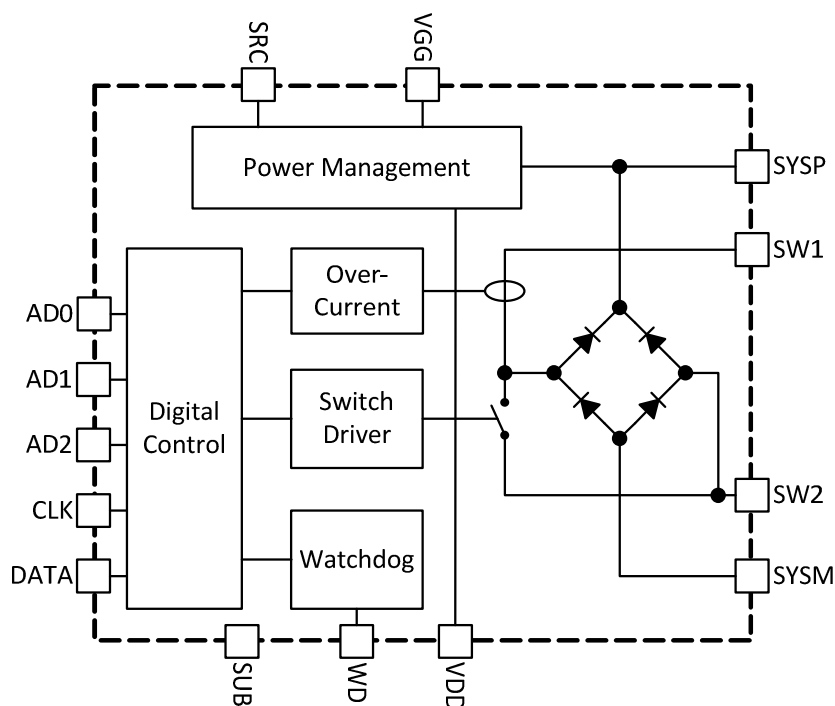 SRC
VGG
Power Management
SYSP
SW1
Over-
Current
AD0
AD1
AD2
CLK
DATA
Digital
Control
Switch
Driver
Watchdog
SW2
SYSM
SUB
WD
VDD